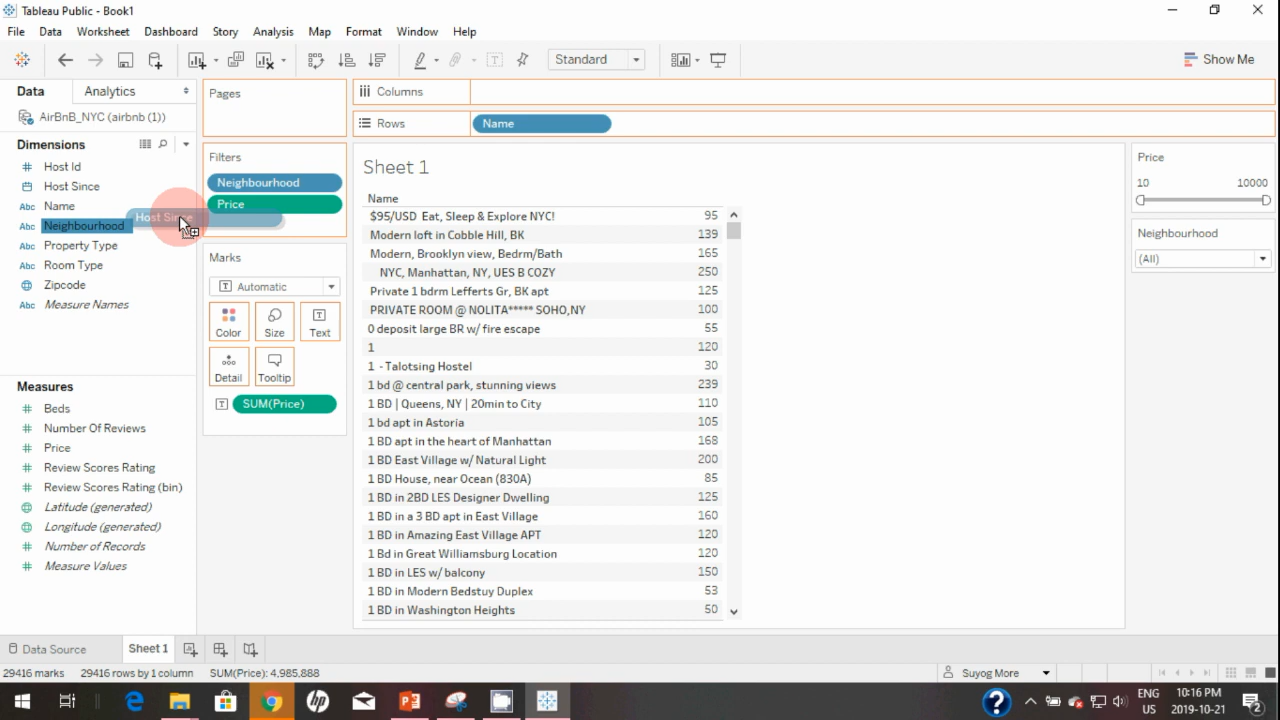 Tableau Public - Book1
File Data Worksheet Dashboard Story Analysis Map Format Window Help
Standard
Show Me
Data Analytics
AirBnB_NYC (airbnb (1))
Dimensions
# Host Id
Host Since
Abc Name
Abc Neighbourhood
Abc Property Type
Abc Room Type
Zipcode
Abc Measure Names
Host Since
Measures
# Beds
# Number Of Reviews
# Price
# Review Scores Rating
# Review Scores Rating (bin)
Latitude (generated)
Longitude (generated)
# Number of Records
# Measure Values
Pages
Filters
Neighbourhood
Price
Marks
T Automatic
Color Size T Text
Detail Tooltip
T SUM(Price)
iii Columns
Rows Name
Sheet 1
Name
$95/USD Eat, Sleep & Explore NYC! 95
Modern loft in Cobble Hill, BK 139
Modern, Brooklyn view, Bedrm/Bath 165
NYC, Manhattan, NY, UES B COZY 250
Private 1 bdrm Lefferts Gr, BK apt 125
PRIVATE ROOM @ NOLITA***** SOHO,NY 100
0 deposit large BR w/ fire escape 55
1 120
1 - Talotsing Hostel 30
1 bd @ central park, stunning views 239
1 BD | Queens, NY | 20min to City 110
1 bd apt in Astoria 105
1 BD apt in the heart of Manhattan 168
1 BD East Village w/ Natural Light 200
1 BD House, near Ocean (830A) 85
1 BD in 2BD LES Designer Dwelling 125
1 BD in a 3 BD apt in East Village 160
1 BD in Amazing East Village APT 120
1 Bd in Great Williamsburg Location 120
1 BD in LES w/ balcony 150
1 BD in Modern Bedstuy Duplex 53
1 BD in Washington Heights 50
Price
10 10000
Neighbourhood
(All)
Data Source Sheet 1
29416 marks 29416 rows by 1 column SUM(Price): 4,985,888
Suyog More
ENG
US
10:16 PM
2019-10-21
2